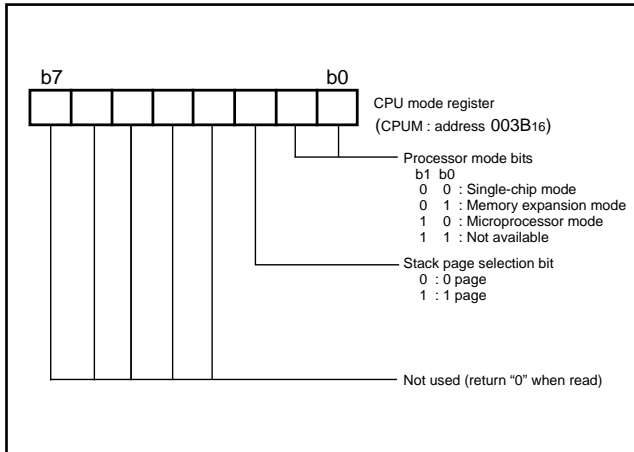 b7 b0
CPU mode register
(CPUM : address 003B16)
Processor mode bits
b1 b0
0 0 : Single-chip mode
0 1 : Memory expansion mode
1 0 : Microprocessor mode
1 1 : Not available
Stack page selection bit
0 : 0 page
1 : 1 page
Not used (return “0” when read)